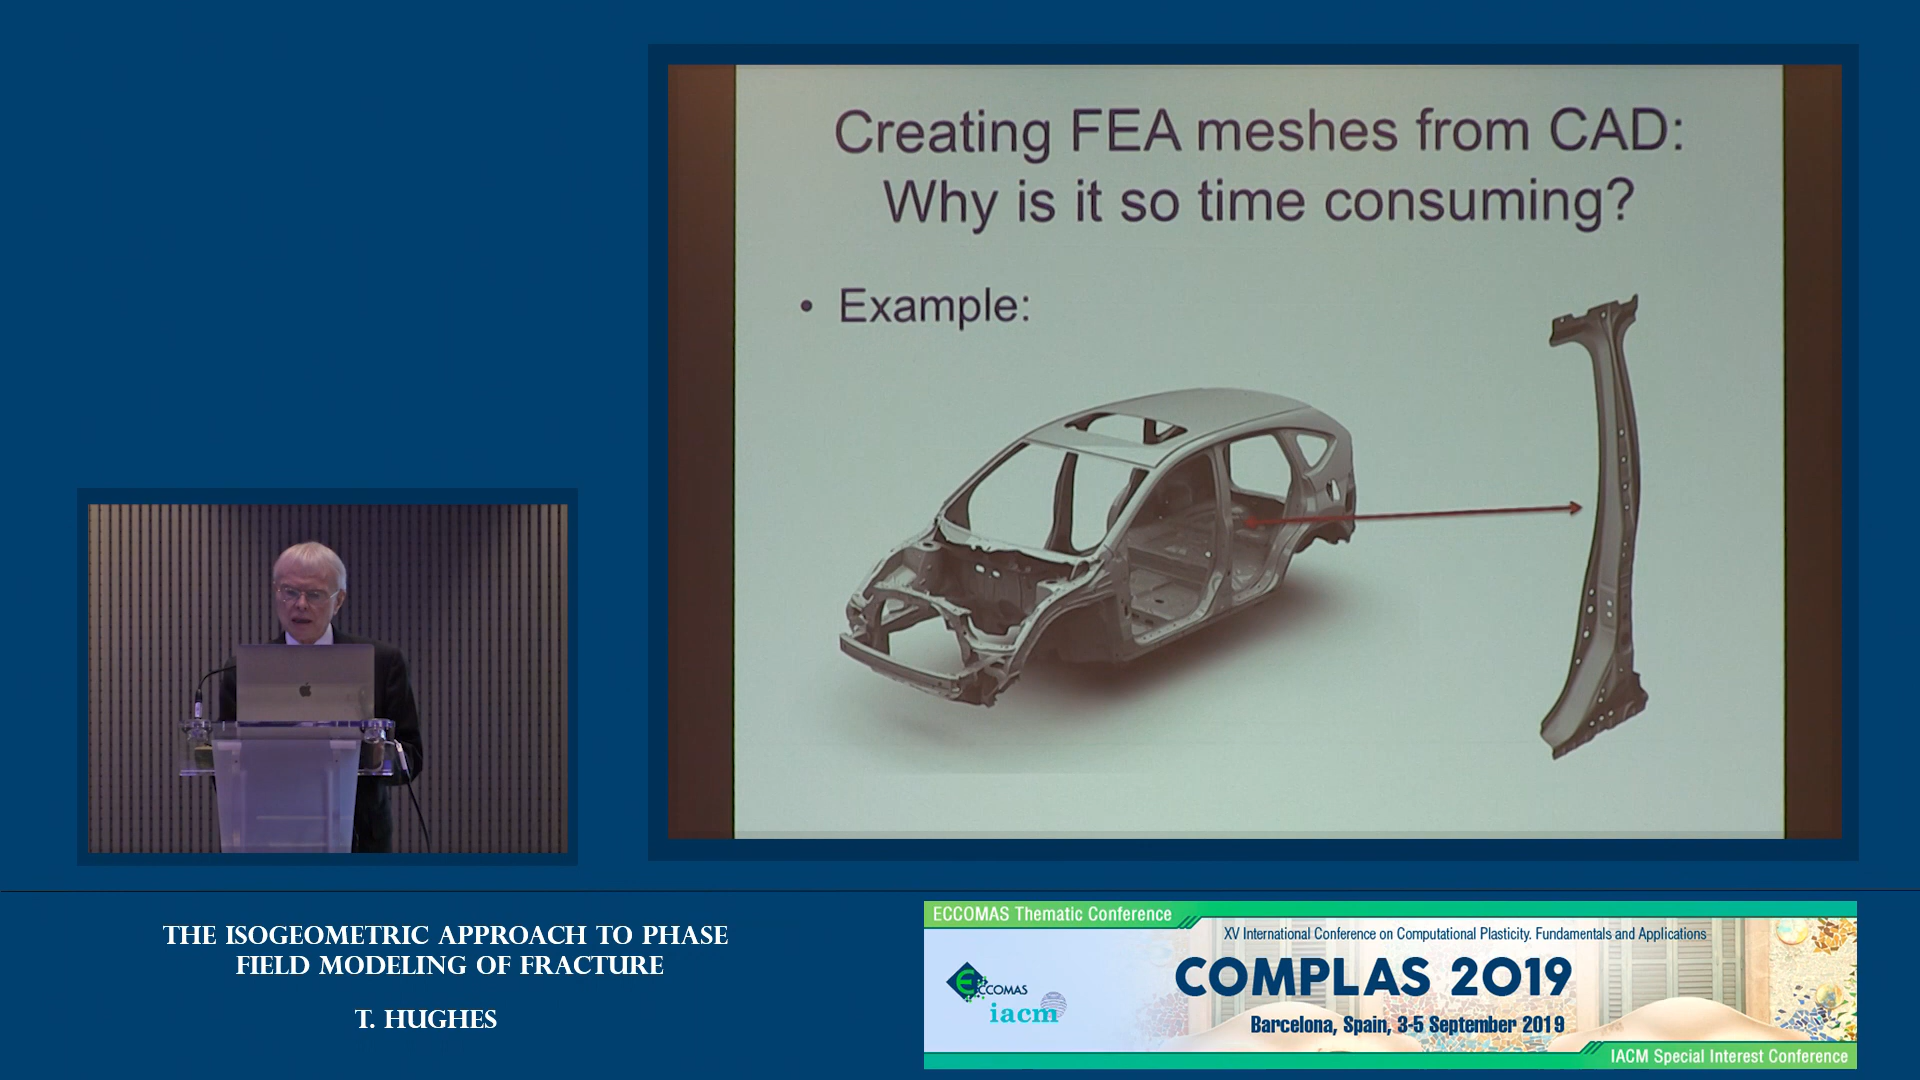 Creating FEA meshes from CAD:
Why is it so time consuming?
• Example:
THE ISOGEOMETRIC APPROACH TO PHASE
FIELD MODELING OF FRACTURE
T. HUGHES
ECCOMAS Thematic Conference
XV International Conference on Computational Plasticity. Fundamentals and Applications
ECCOMAS
iacm
COMPLAS 2019
Barcelona, Spain, 3-5 September 2019
IACM Special Interest Conference